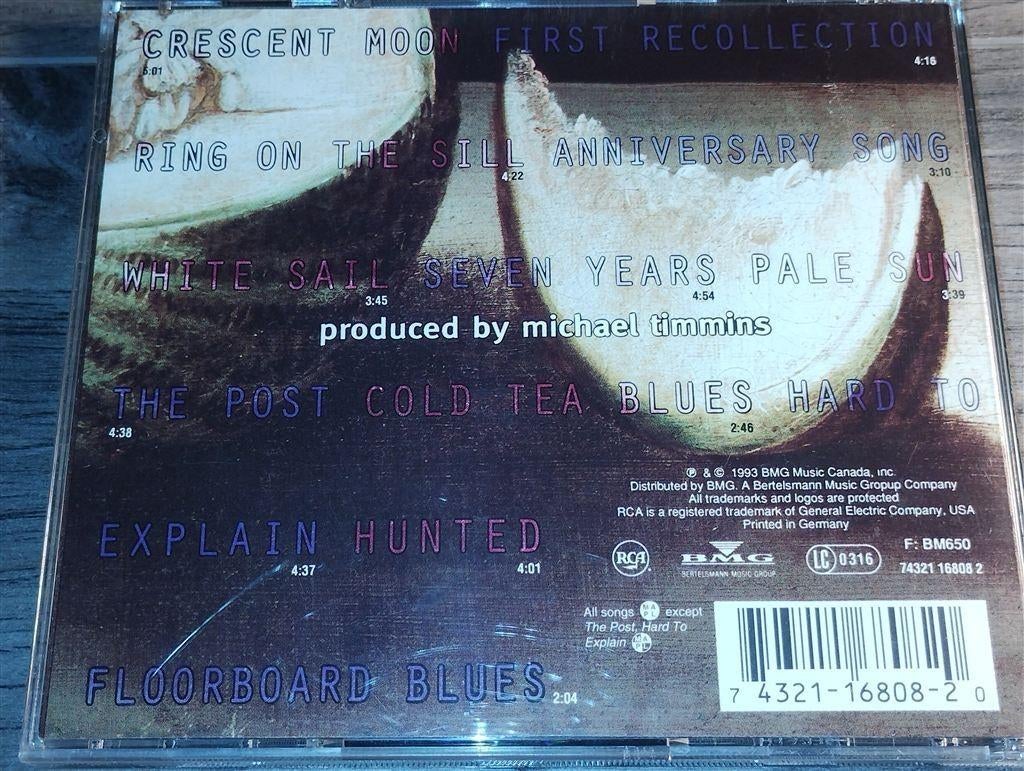 CRESCENT MOON FIRST RECOLLECTION
5:01 4:16
RING ON THE SILL ANNIVERSARY SONG
4:22 3:10
WHITE SAIL SEVEN YEARS PALE SUN
3:45 4:54 3:39
produced by michael timmins
THE POST COLD TEA BLUES HARD TO
4:38 2:46
℗ & © 1993 BMG Music Canada, Inc.
Distributed by BMG. A Bertelsmann Music Gropup Company
All trademarks and logos are protected
RCA is a registered trademark of General Electric Company, USA
Printed in Germany
EXPLAIN HUNTED
4:37 4:01
RCA BMG LC 0316 F: BM650
BERTELSMANN MUSIC GROUP 74321 16808 2
All songs MAPL except
The Post, Hard To
Explain MAPL
FLOORBOARD BLUES 2:04
7 4321-16808-2 0